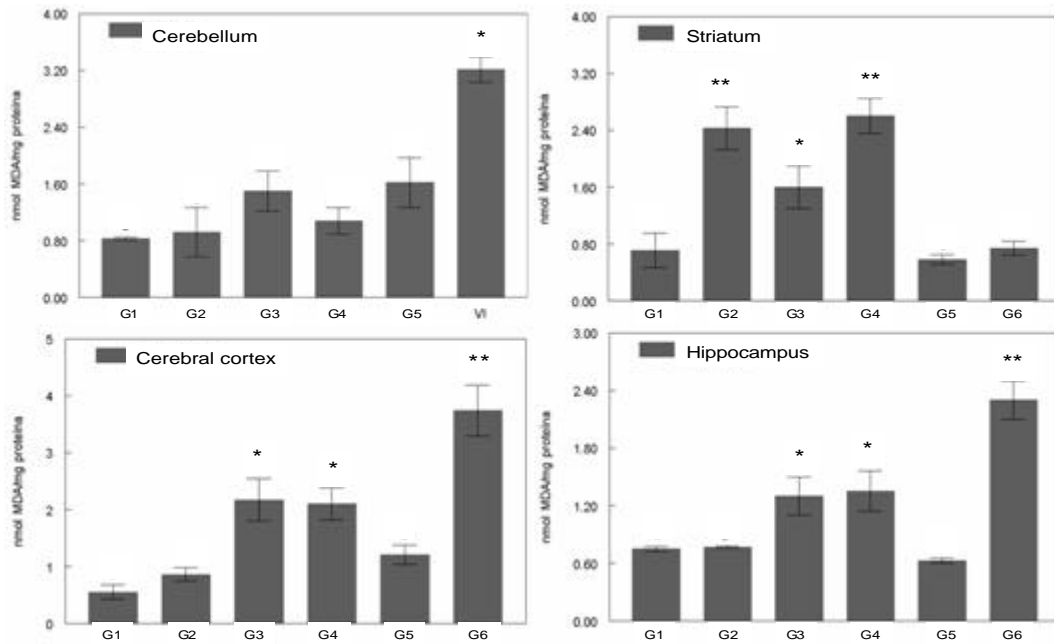 4.00
3.20
2.40
1.60
0.80
0.00
nmol MDA/mg proteina
Cerebellum
*
G1 G2 G3 G4 G5 VI
4.00
3.20
2.40
1.60
0.80
0.00
nmol MDA/mg proteina
Striatum
** * **
G1 G2 G3 G4 G5 G6
5
4
3
2
1
0
nmol MDA/mg proteina
Cerebral cortex
* * **
G1 G2 G3 G4 G5 G6
3.00
2.40
1.80
1.20
0.60
0.00
nmol MDA/mg proteina
Hippocampus
* * **
G1 G2 G3 G4 G5 G6